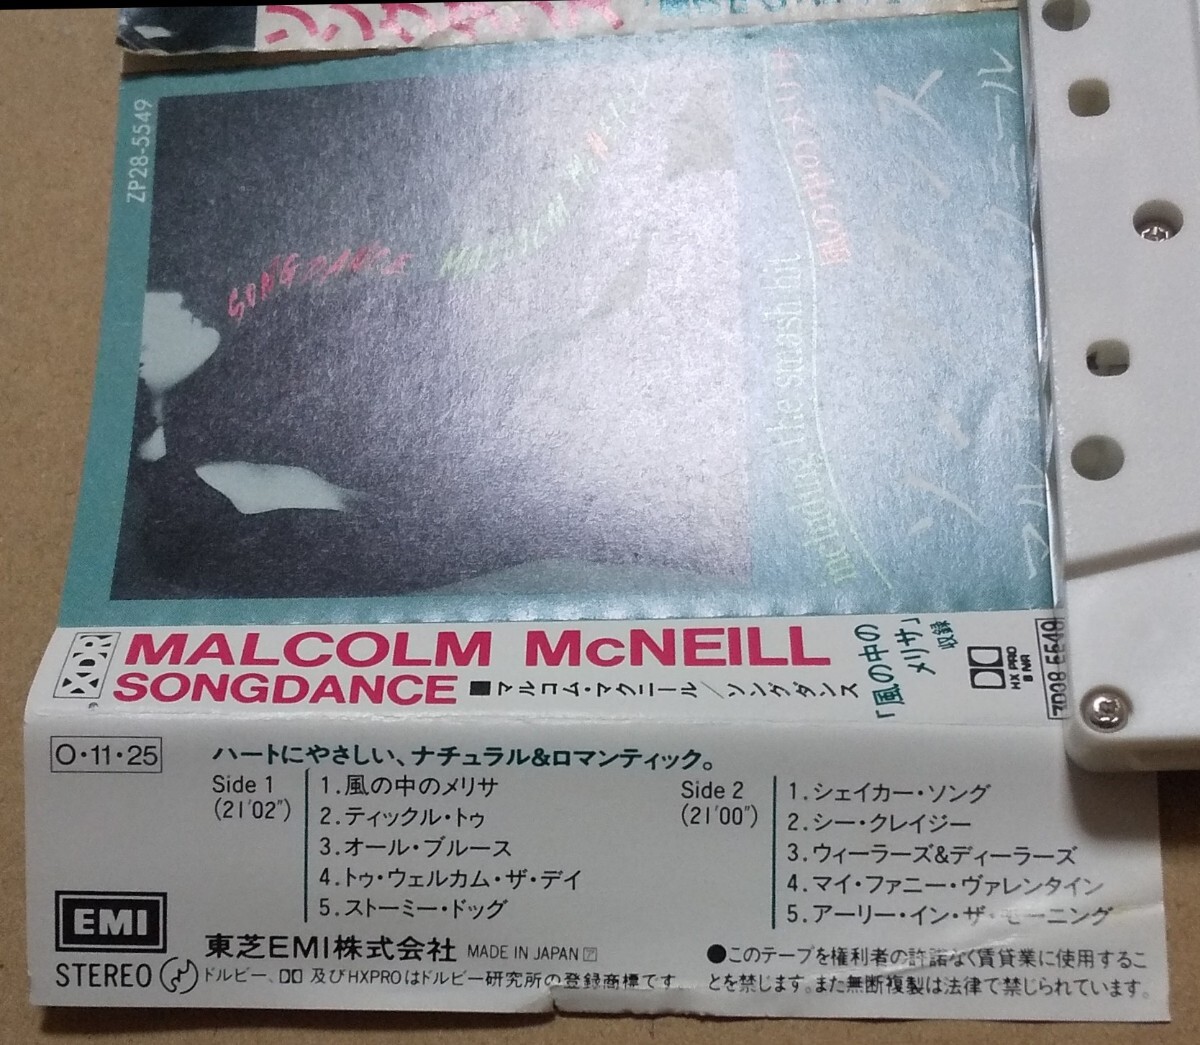 ZP28-5549
SONGDANCE
MALCOLM McNEILL
including the smash hit
風の中のメリサ
XDR
MALCOLM McNEILL
SONGDANCE ■マルコム・マクニール/ソングダンス
「風の中の
メリサ」
収録
HX PRO
B NR
O・11・25
ハートにやさしい、ナチュラル&ロマンティック。
Side 1
(21'02")
1.風の中のメリサ
2.ティックル・トゥ
3.オール・ブルース
4.トゥ・ウェルカム・ザ・デイ
5.ストーミー・ドッグ
Side 2
(21'00")
1.シェイカー・ソング
2.シー・クレイジー
3.ウィーラーズ&ディーラーズ
4.マイ・ファニー・ヴァレンタイン
5.アーリー・イン・ザ・モーニング
EMI
STEREO
東芝EMI株式会社 MADE IN JAPAN
ドルビー、及びHXPROはドルビー研究所の登録商標です。
●このテープを権利者の許諾なく賃貸業に使用するこ
とを禁じます。また無断複製は法律で禁じられています。